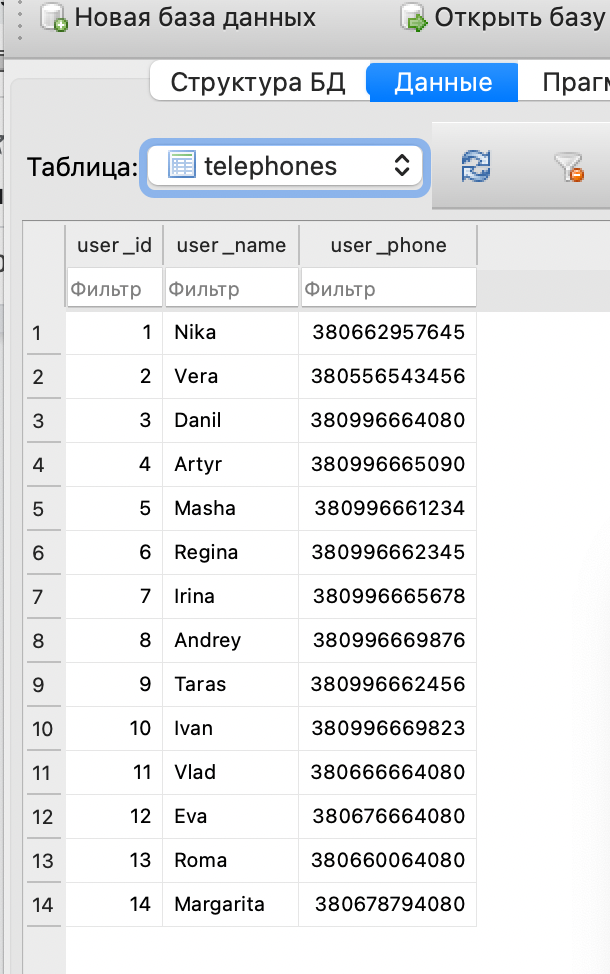 Новая база данных Открыть базу
Структура БД Данные
Таблица: telephones
user_id user_name user_phone
Фильтр Фильтр Фильтр
1 1 Nika 380662957645
2 2 Vera 380556543456
3 3 Danil 380996664080
4 4 Artyr 380996665090
5 5 Masha 380996661234
6 6 Regina 380996662345
7 7 Irina 380996665678
8 8 Andrey 380996669876
9 9 Taras 380996662456
10 10 Ivan 380996669823
11 11 Vlad 380666664080
12 12 Eva 380676664080
13 13 Roma 380660064080
14 14 Margarita 380678794080